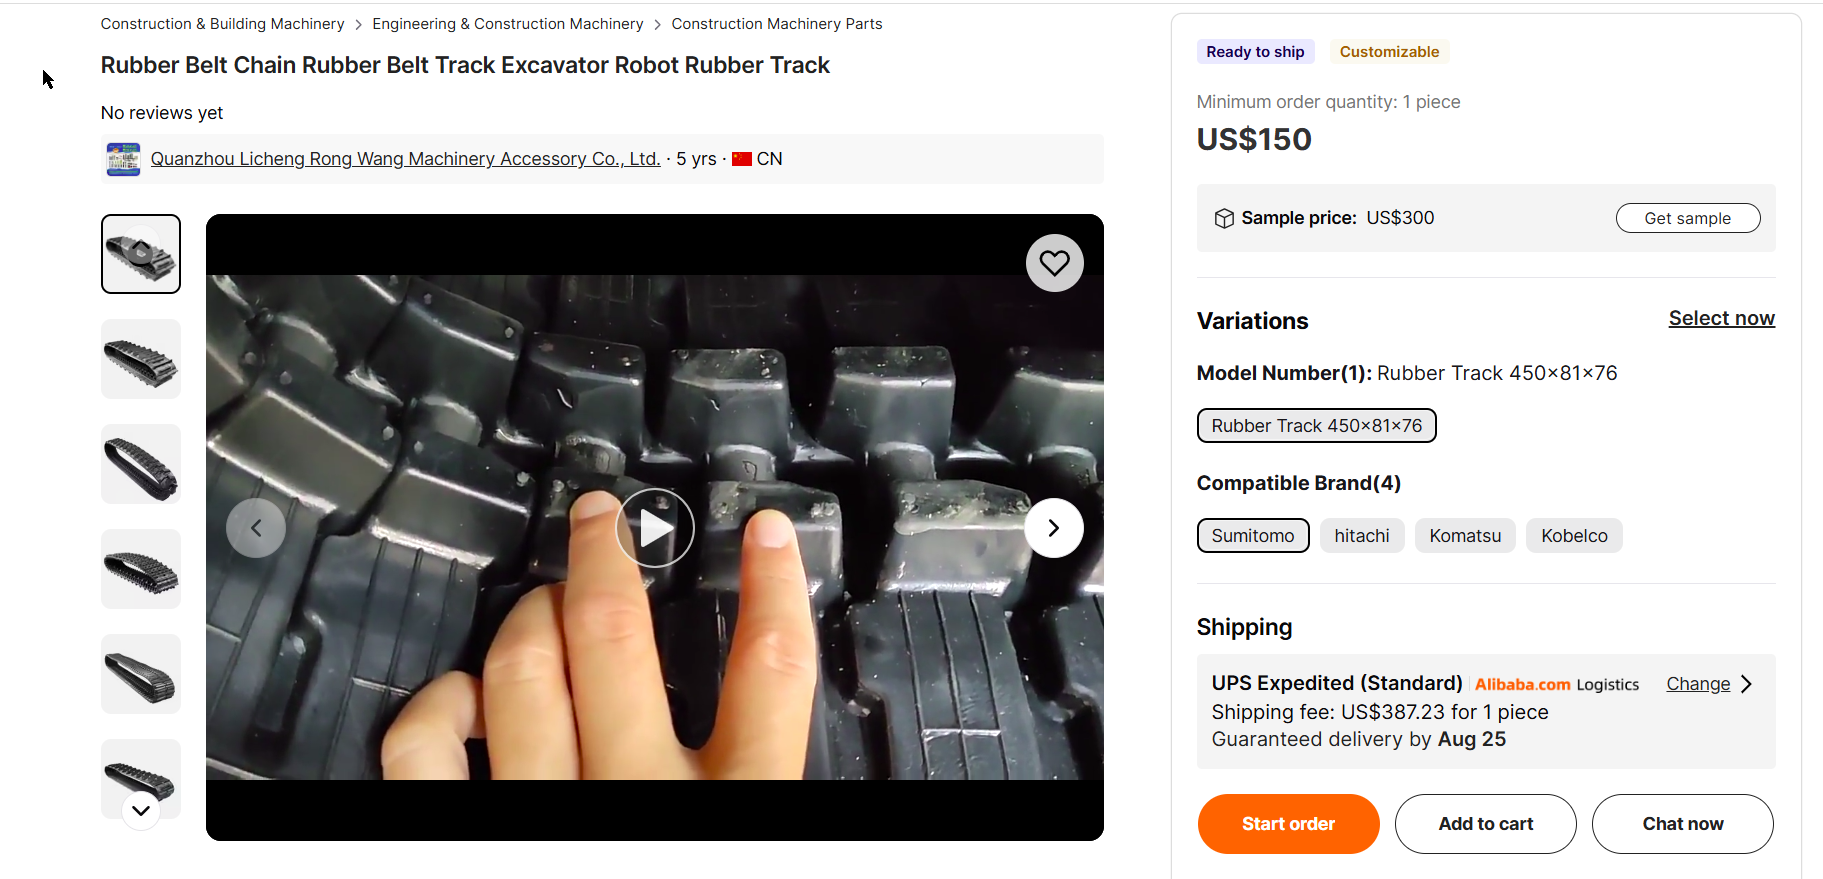 Construction & Building Machinery > Engineering & Construction Machinery > Construction Machinery Parts
Rubber Belt Chain Rubber Belt Track Excavator Robot Rubber Track
No reviews yet
Quanzhou Licheng Rong Wang Machinery Accessory Co., Ltd. · 5 yrs · CN
Ready to ship
Customizable
Minimum order quantity: 1 piece
US$150
Sample price: US$300
Get sample
Variations
Select now
Model Number(1): Rubber Track 450×81×76
Rubber Track 450×81×76
Compatible Brand(4)
Sumitomo
hitachi
Komatsu
Kobelco
Shipping
UPS Expedited (Standard)
Alibaba.com Logistics
Change
Shipping fee: US$387.23 for 1 piece
Guaranteed delivery by Aug 25
Start order
Add to cart
Chat now